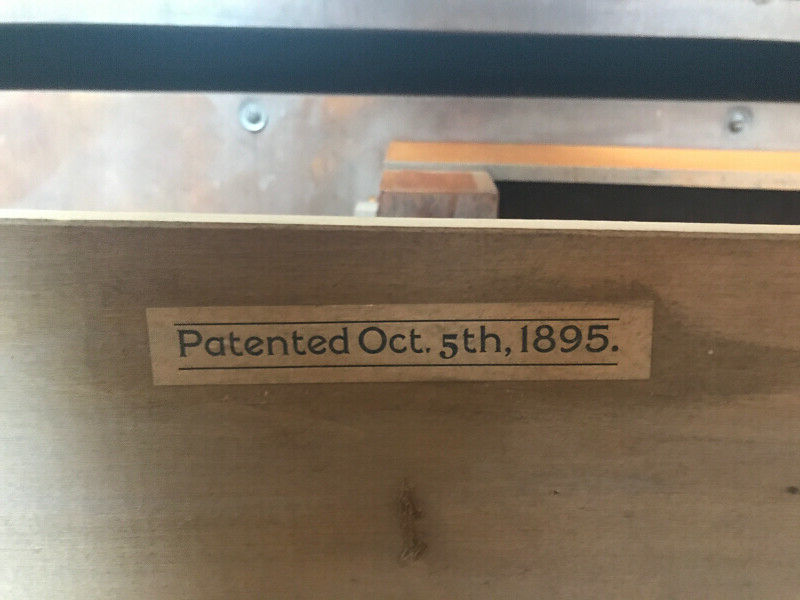 Patented Oct. 5th, 1895.